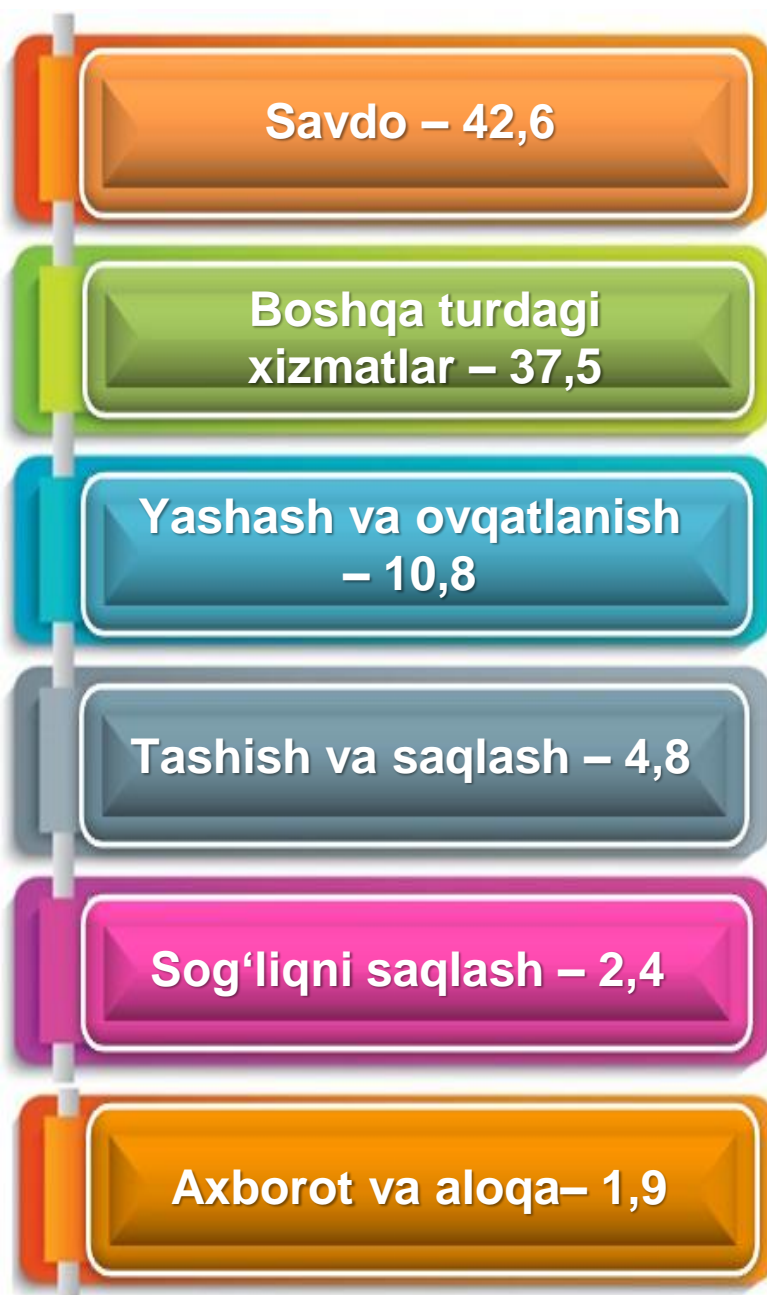 Savdo – 42,6
Boshqa turdagi
xizmatlar – 37,5
Yashash va ovqatlanish
– 10,8
Tashish va saqlash – 4,8
Sog‘liqni saqlash – 2,4
Axborot va aloqa– 1,9